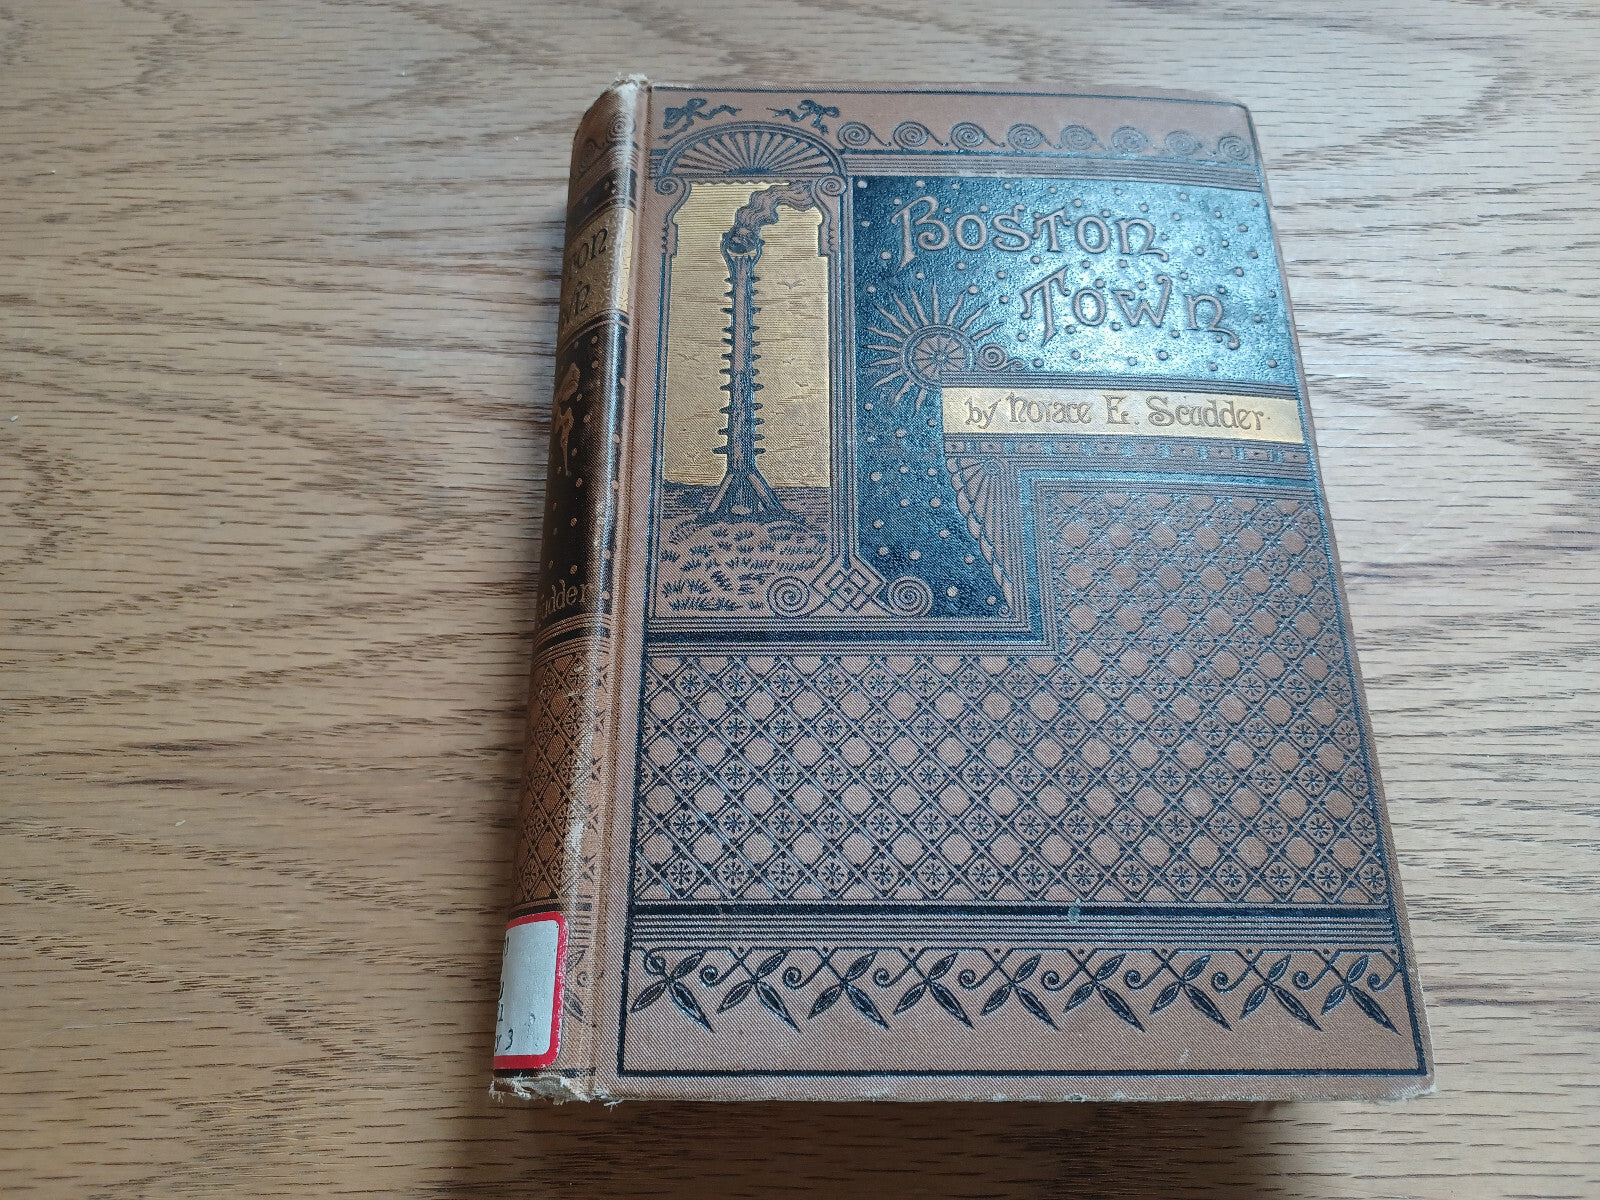 Boston
Town
by Horace E. Scudder.